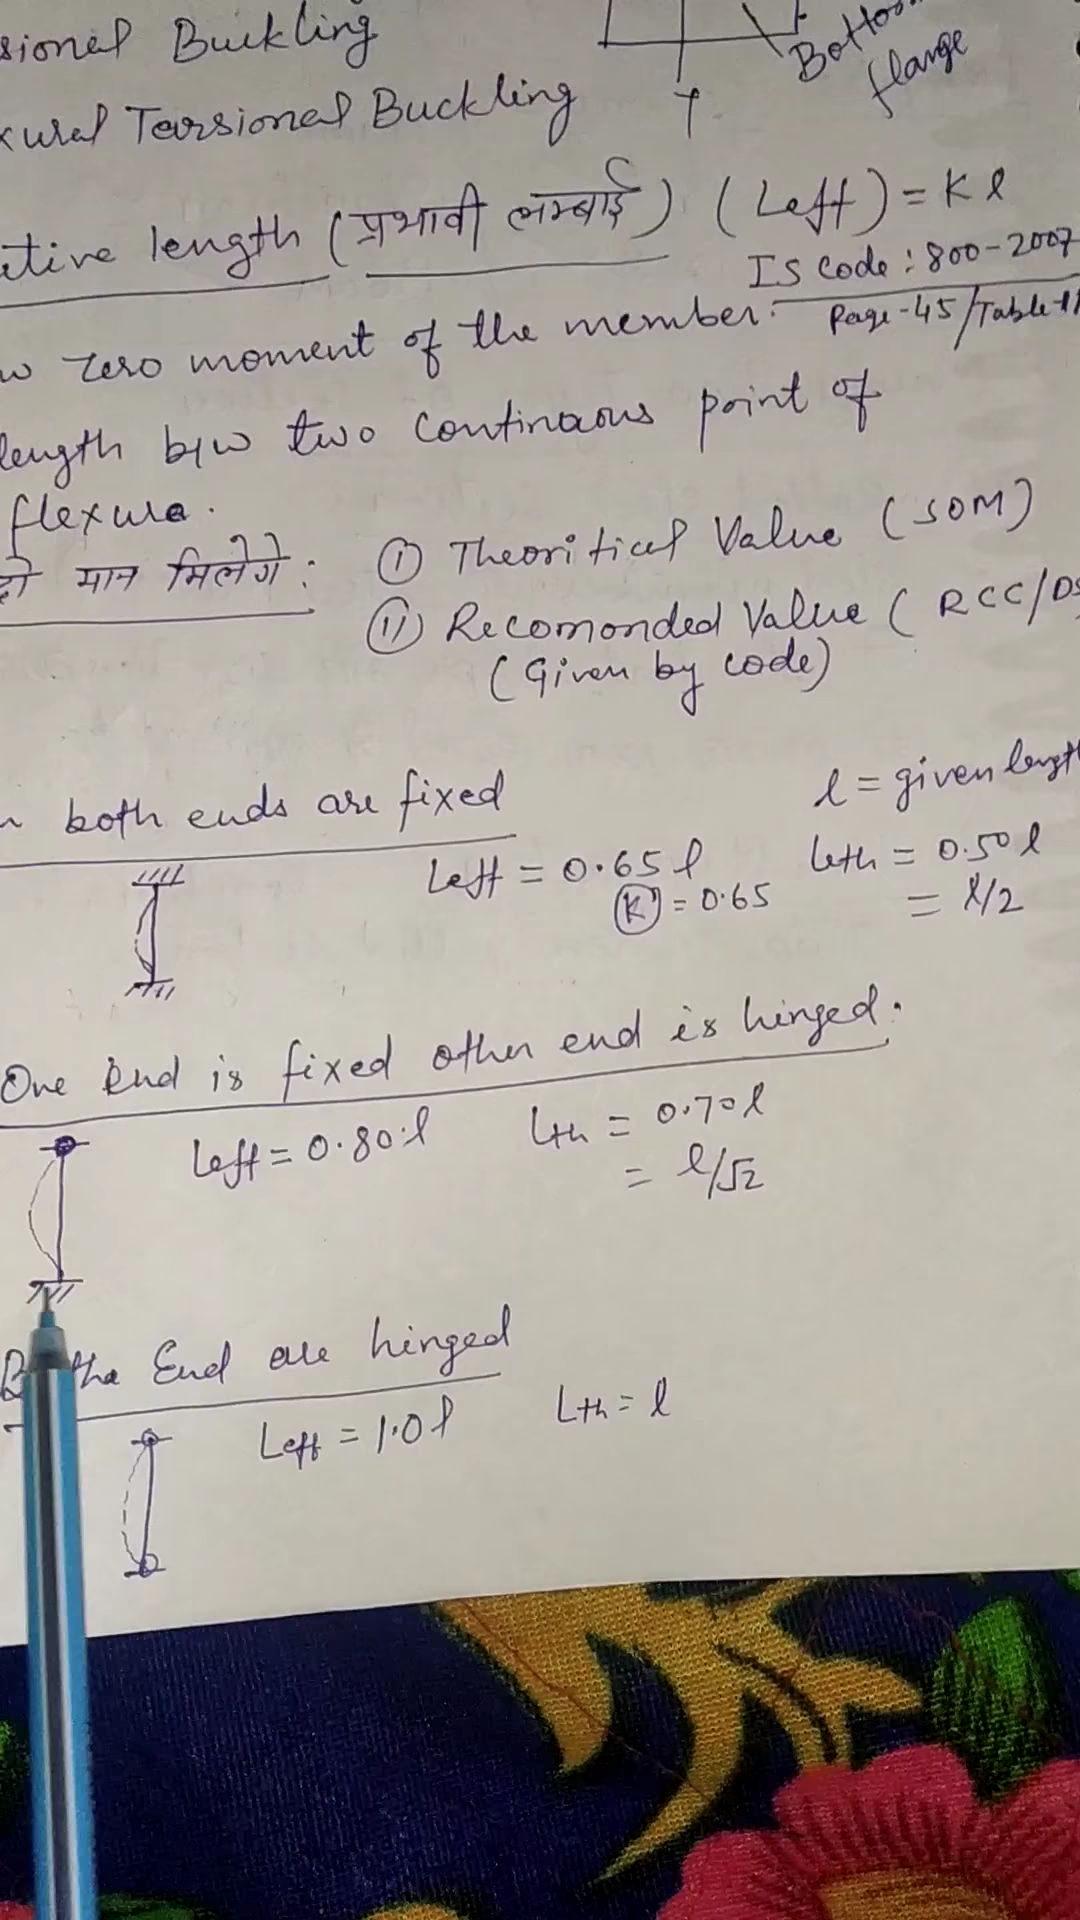 sional Buckling
Bottom
flange
xural Torsional Buckling
ctive length (प्रभावी लम्बाई) (Leff) = K l
IS Code : 800-2007
Page-45/Table-11
w zero moment of the member.
length b/w two continuous point of
flexure.
दो मान मिलेगे :
(i) Theoritical Value (SOM)
(ii) Recomonded Value (RCC/DS
(Given by code)
n both ends are fixed
l = given length
Leff = 0.65 l
Leth = 0.50 l
K = 0.65
= l/2
One End is fixed other end is hinged.
Leff = 0.80 l
Lth = 0.70 l
= l/√2
the End are hinged
Leff = 1.0 l
Lth = l